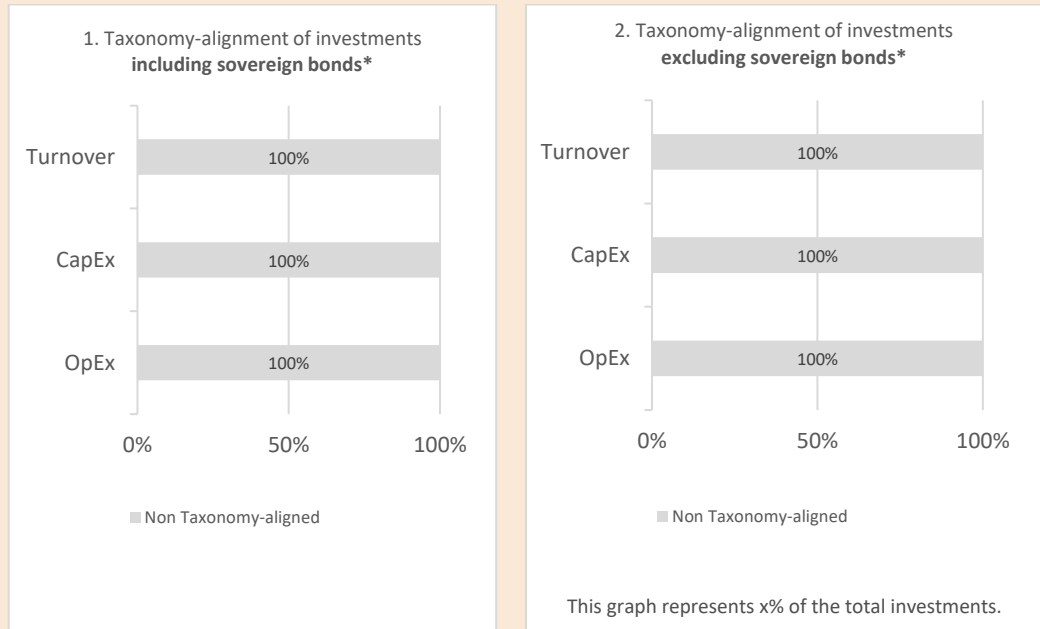 1. Taxonomy-alignment of investments
including sovereign bonds*
Turnover
100%
CapEx
100%
OpEx
100%
0%
50%
100%
Non Taxonomy-aligned
2. Taxonomy-alignment of investments
excluding sovereign bonds*
Turnover
100%
CapEx
100%
OpEx
100%
0%
50%
100%
Non Taxonomy-aligned
This graph represents x% of the total investments.